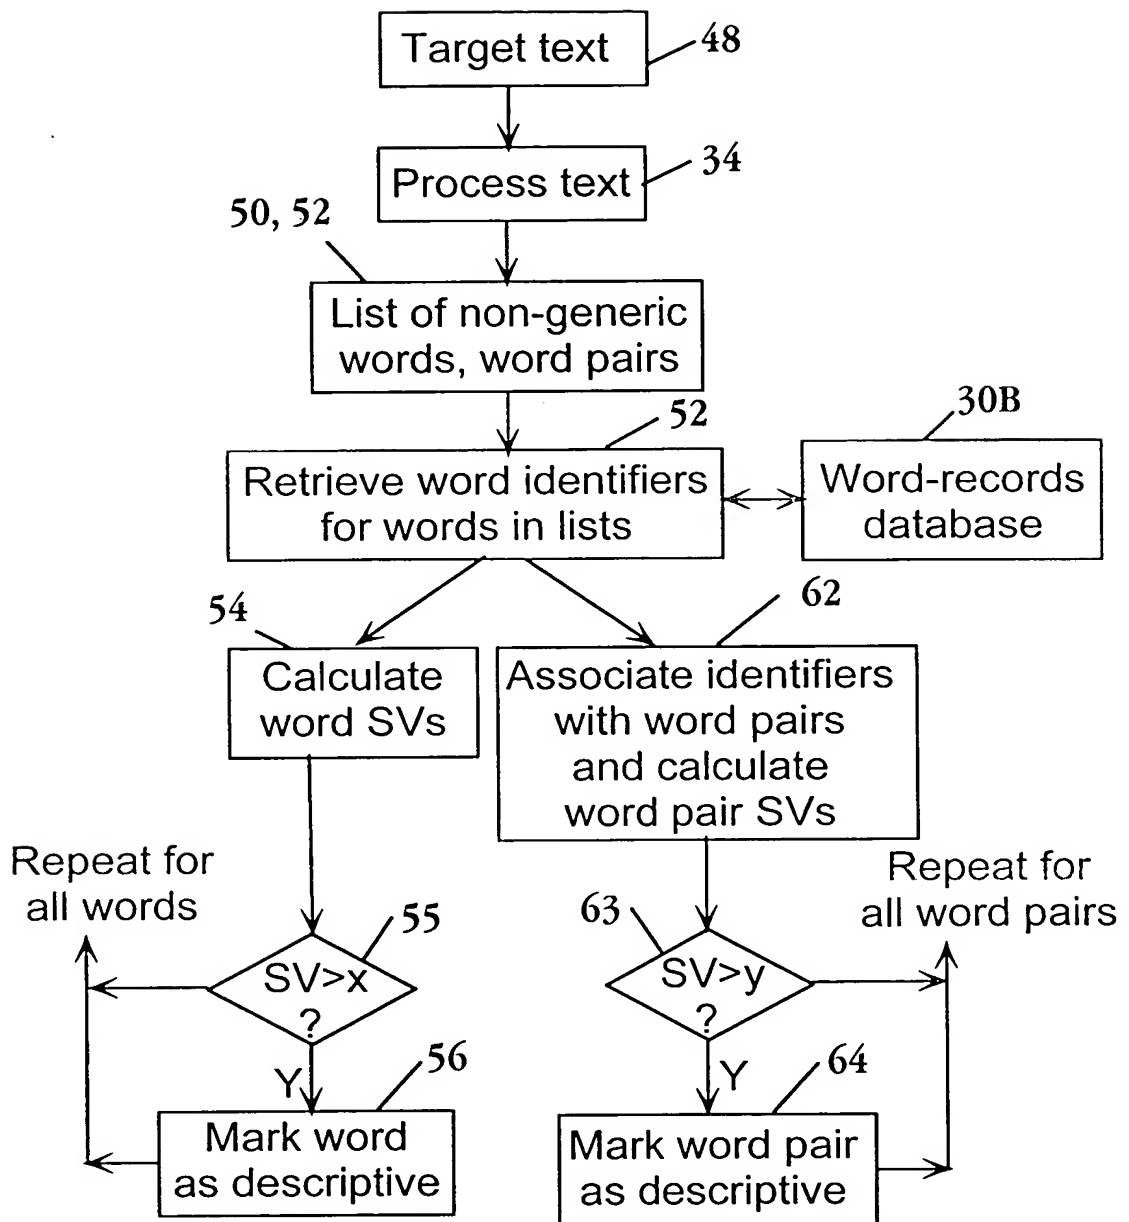 Target text
48
Process text
34
50, 52
List of non-generic
words, word pairs
52
30B
Retrieve word identifiers
for words in lists
Word-records
database
54
62
Calculate
word SVs
Associate identifiers
with word pairs
and calculate
word pair SVs
Repeat for
all words
55
63
Repeat for
all word pairs
SV>x
?
SV>y
?
Y
56
Y
64
Mark word
as descriptive
Mark word pair
as descriptive